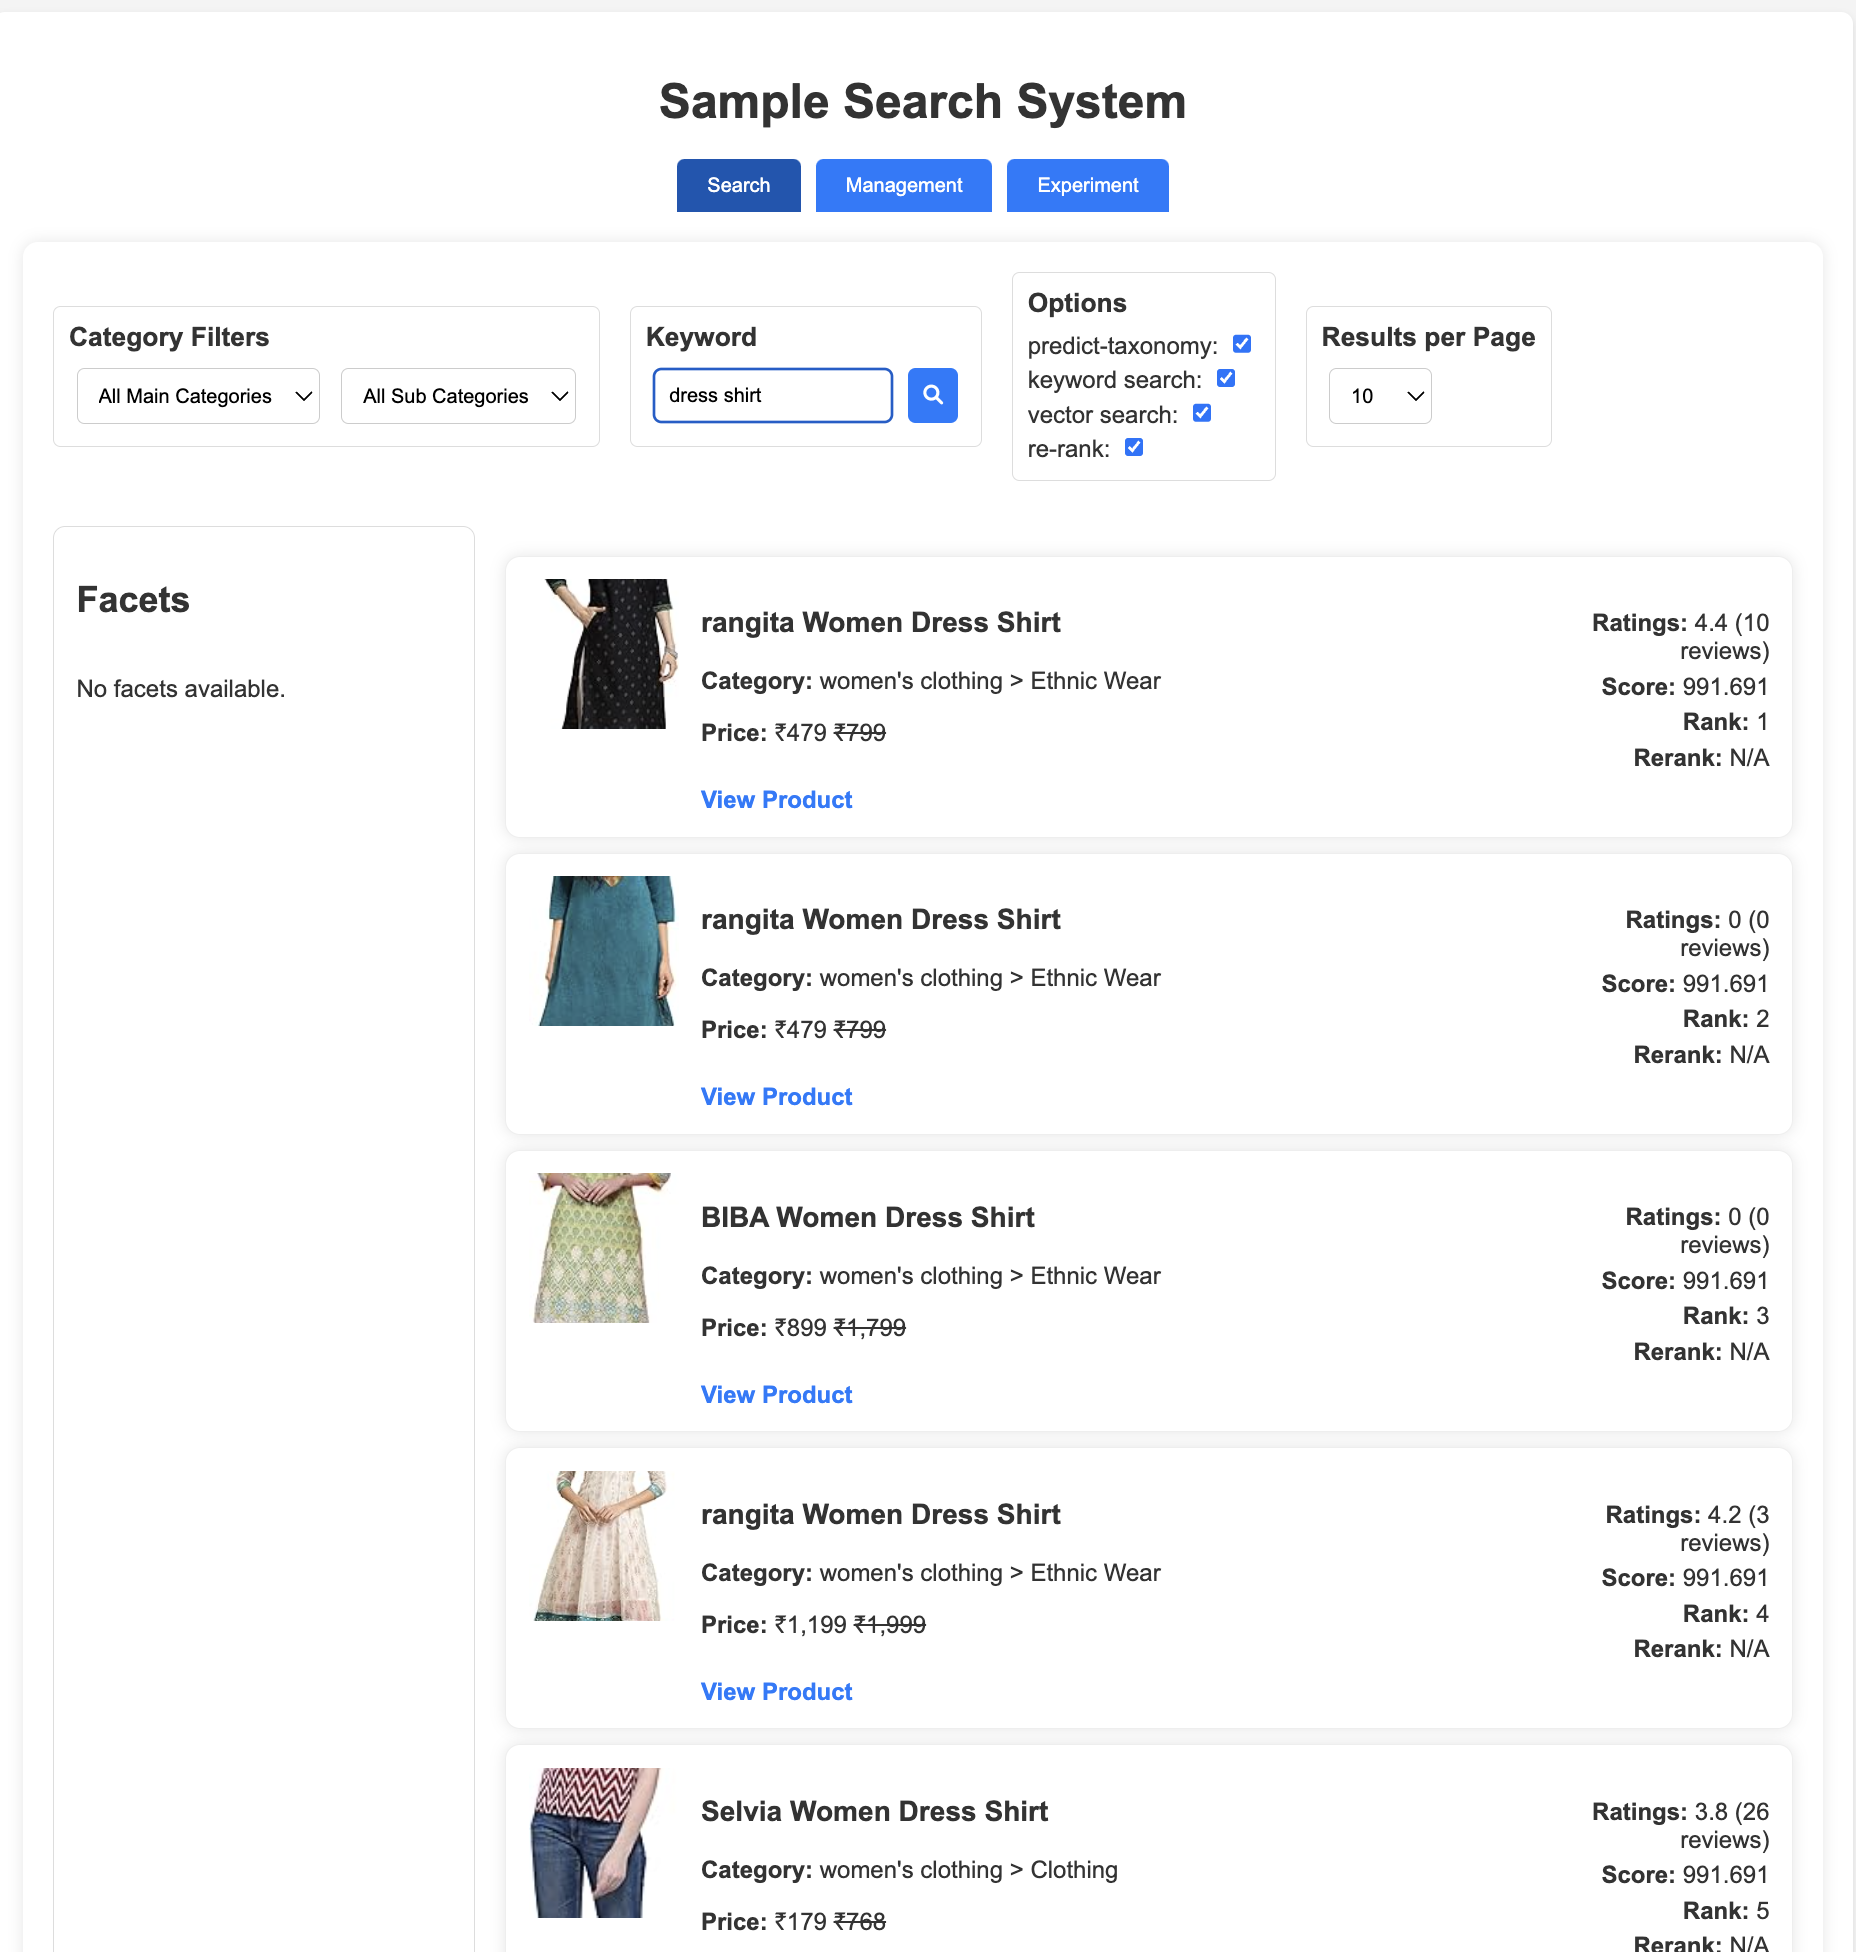 Sample Search System
Search
Management
Experiment
Category Filters
All Main Categories
All Sub Categories
Keyword
dress shirt
Options
predict-taxonomy:
keyword search:
vector search:
re-rank:
Results per Page
10
Facets
No facets available.
rangita Women Dress Shirt
Category: women's clothing > Ethnic Wear
Price: ₹479 ₹799
View Product
Ratings: 4.4 (10
reviews)
Score: 991.691
Rank: 1
Rerank: N/A
rangita Women Dress Shirt
Category: women's clothing > Ethnic Wear
Price: ₹479 ₹799
View Product
Ratings: 0 (0
reviews)
Score: 991.691
Rank: 2
Rerank: N/A
BIBA Women Dress Shirt
Category: women's clothing > Ethnic Wear
Price: ₹899 ₹1,799
View Product
Ratings: 0 (0
reviews)
Score: 991.691
Rank: 3
Rerank: N/A
rangita Women Dress Shirt
Category: women's clothing > Ethnic Wear
Price: ₹1,199 ₹1,999
View Product
Ratings: 4.2 (3
reviews)
Score: 991.691
Rank: 4
Rerank: N/A
Selvia Women Dress Shirt
Category: women's clothing > Clothing
Price: ₹179 ₹768
Ratings: 3.8 (26
reviews)
Score: 991.691
Rank: 5
Rerank: N/A